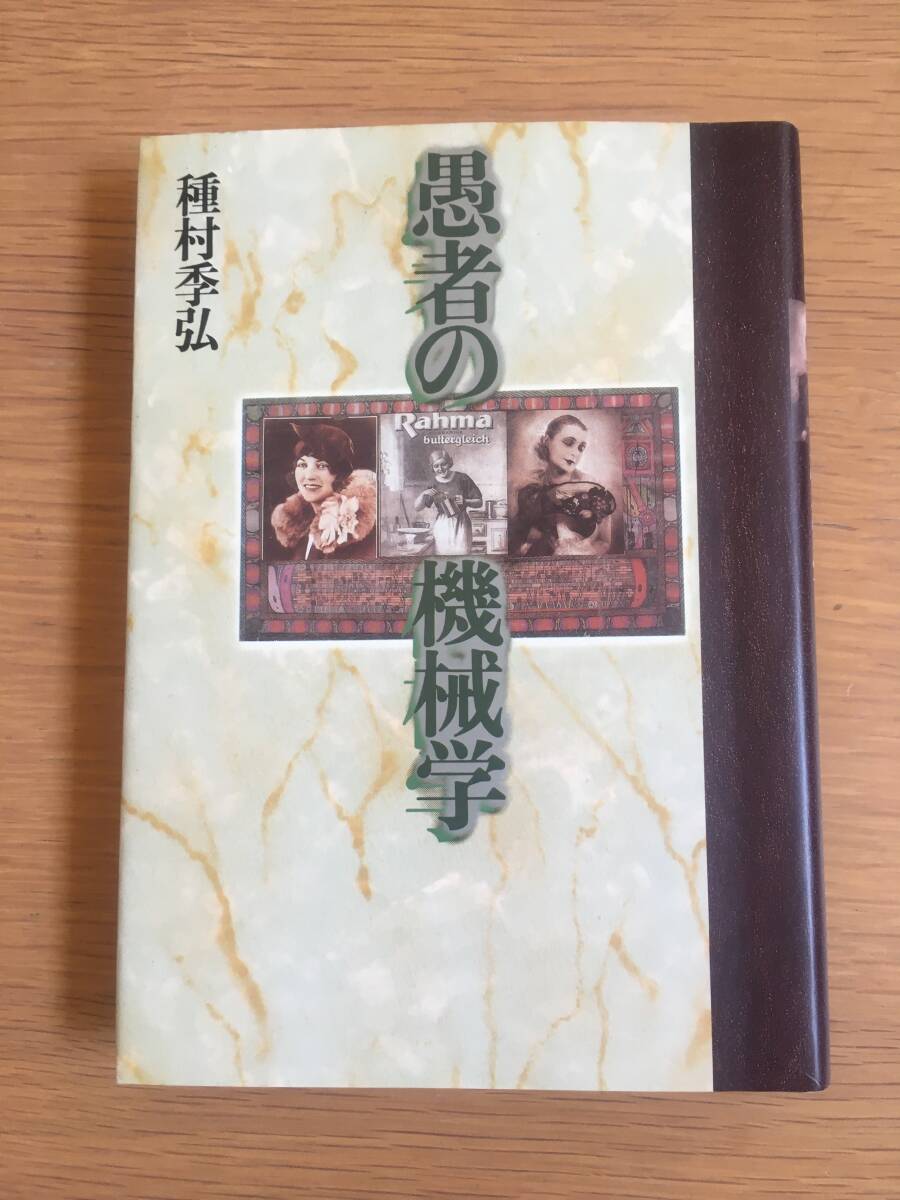 愚者の機械学
種村季弘
Rahma
buttergleich